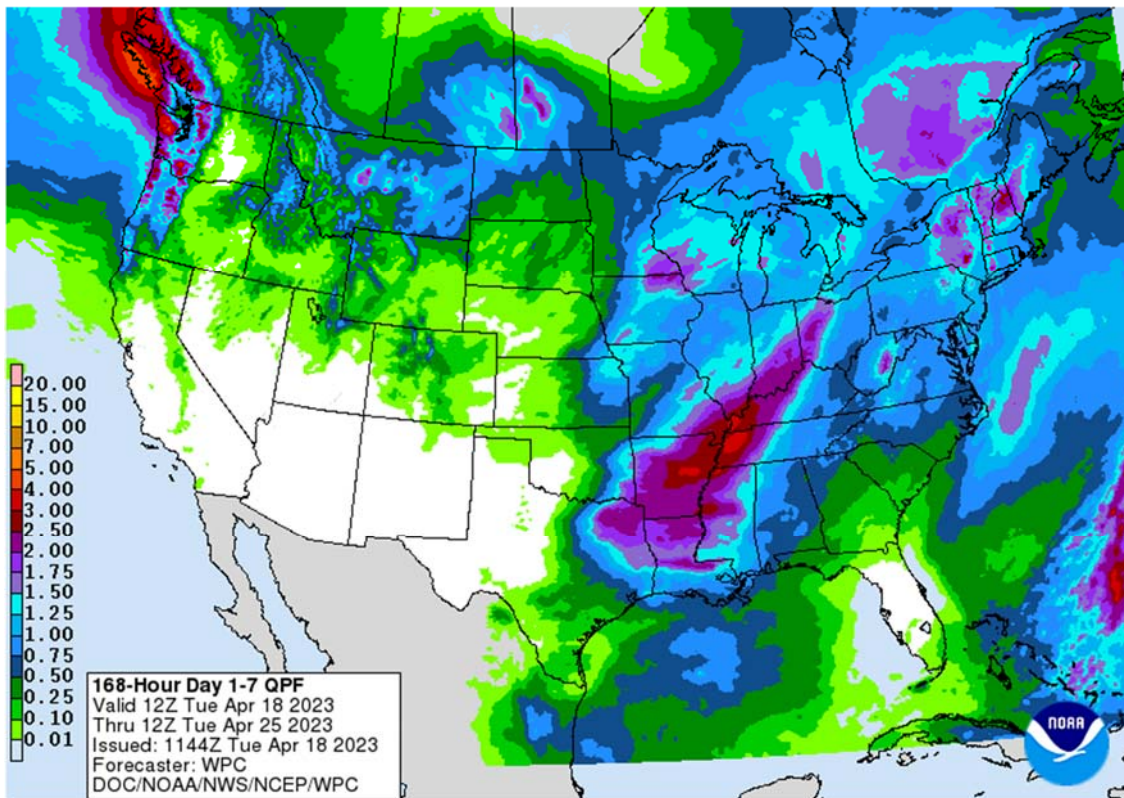 20.00
15.00
10.00
7.00
5.00
4.00
3.00
2.50
2.00
1.75
1.50
1.25
1.00
0.75
0.50
0.25
0.10
0.01
168-Hour Day 1-7 QPF
Valid 12Z Tue Apr 18 2023
Thru 12Z Tue Apr 25 2023
Issued: 1144Z Tue Apr 18 2023
Forecaster: WPC
DOC/NOAA/NWS/NCEP/WPC
NOAA